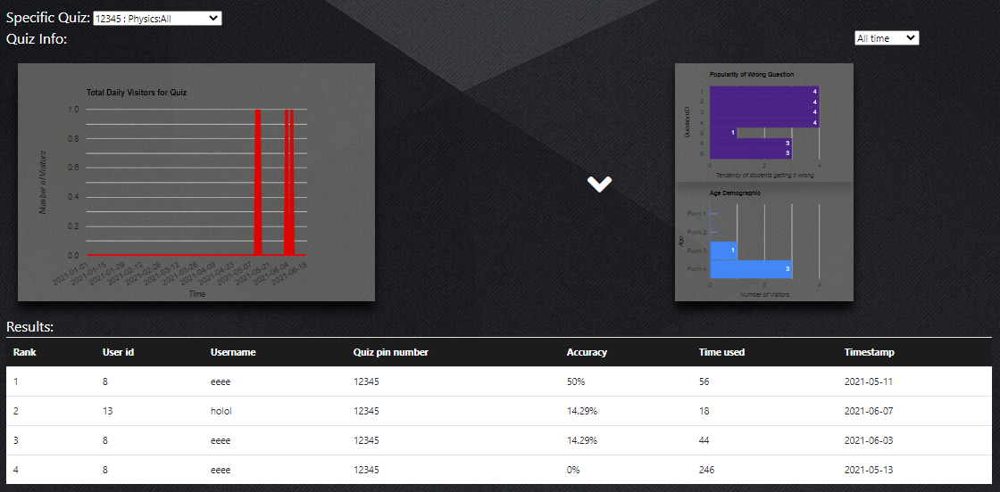 Specific Quiz: 12345 : Physics:All
Quiz Info:
All time
Total Daily Visitors for Quiz
Number of Visitors
1.0
0.8
0.6
0.4
0.2
0.0
2021-01-01 2021-01-15 2021-01-29 2021-02-12 2021-02-26 2021-03-12 2021-03-26 2021-04-09 2021-04-23 2021-05-07 2021-05-21 2021-06-04 2021-06-18
Time
Popularity of Wrong Question
QuestionID
1 4
2 4
3 4
4 4
5 1
3
6 3
0 2 4
Tendency of students getting it wrong
Age Demographic
Age
Form 1
Form 2
Form 3 1
Form 4 3
0 2 4
Number of Visitors
Results:
Rank User id Username Quiz pin number Accuracy Time used Timestamp
1 8 eeee 12345 50% 56 2021-05-11
2 13 holol 12345 14.29% 18 2021-06-07
3 8 eeee 12345 14.29% 44 2021-06-03
4 8 eeee 12345 0% 246 2021-05-13